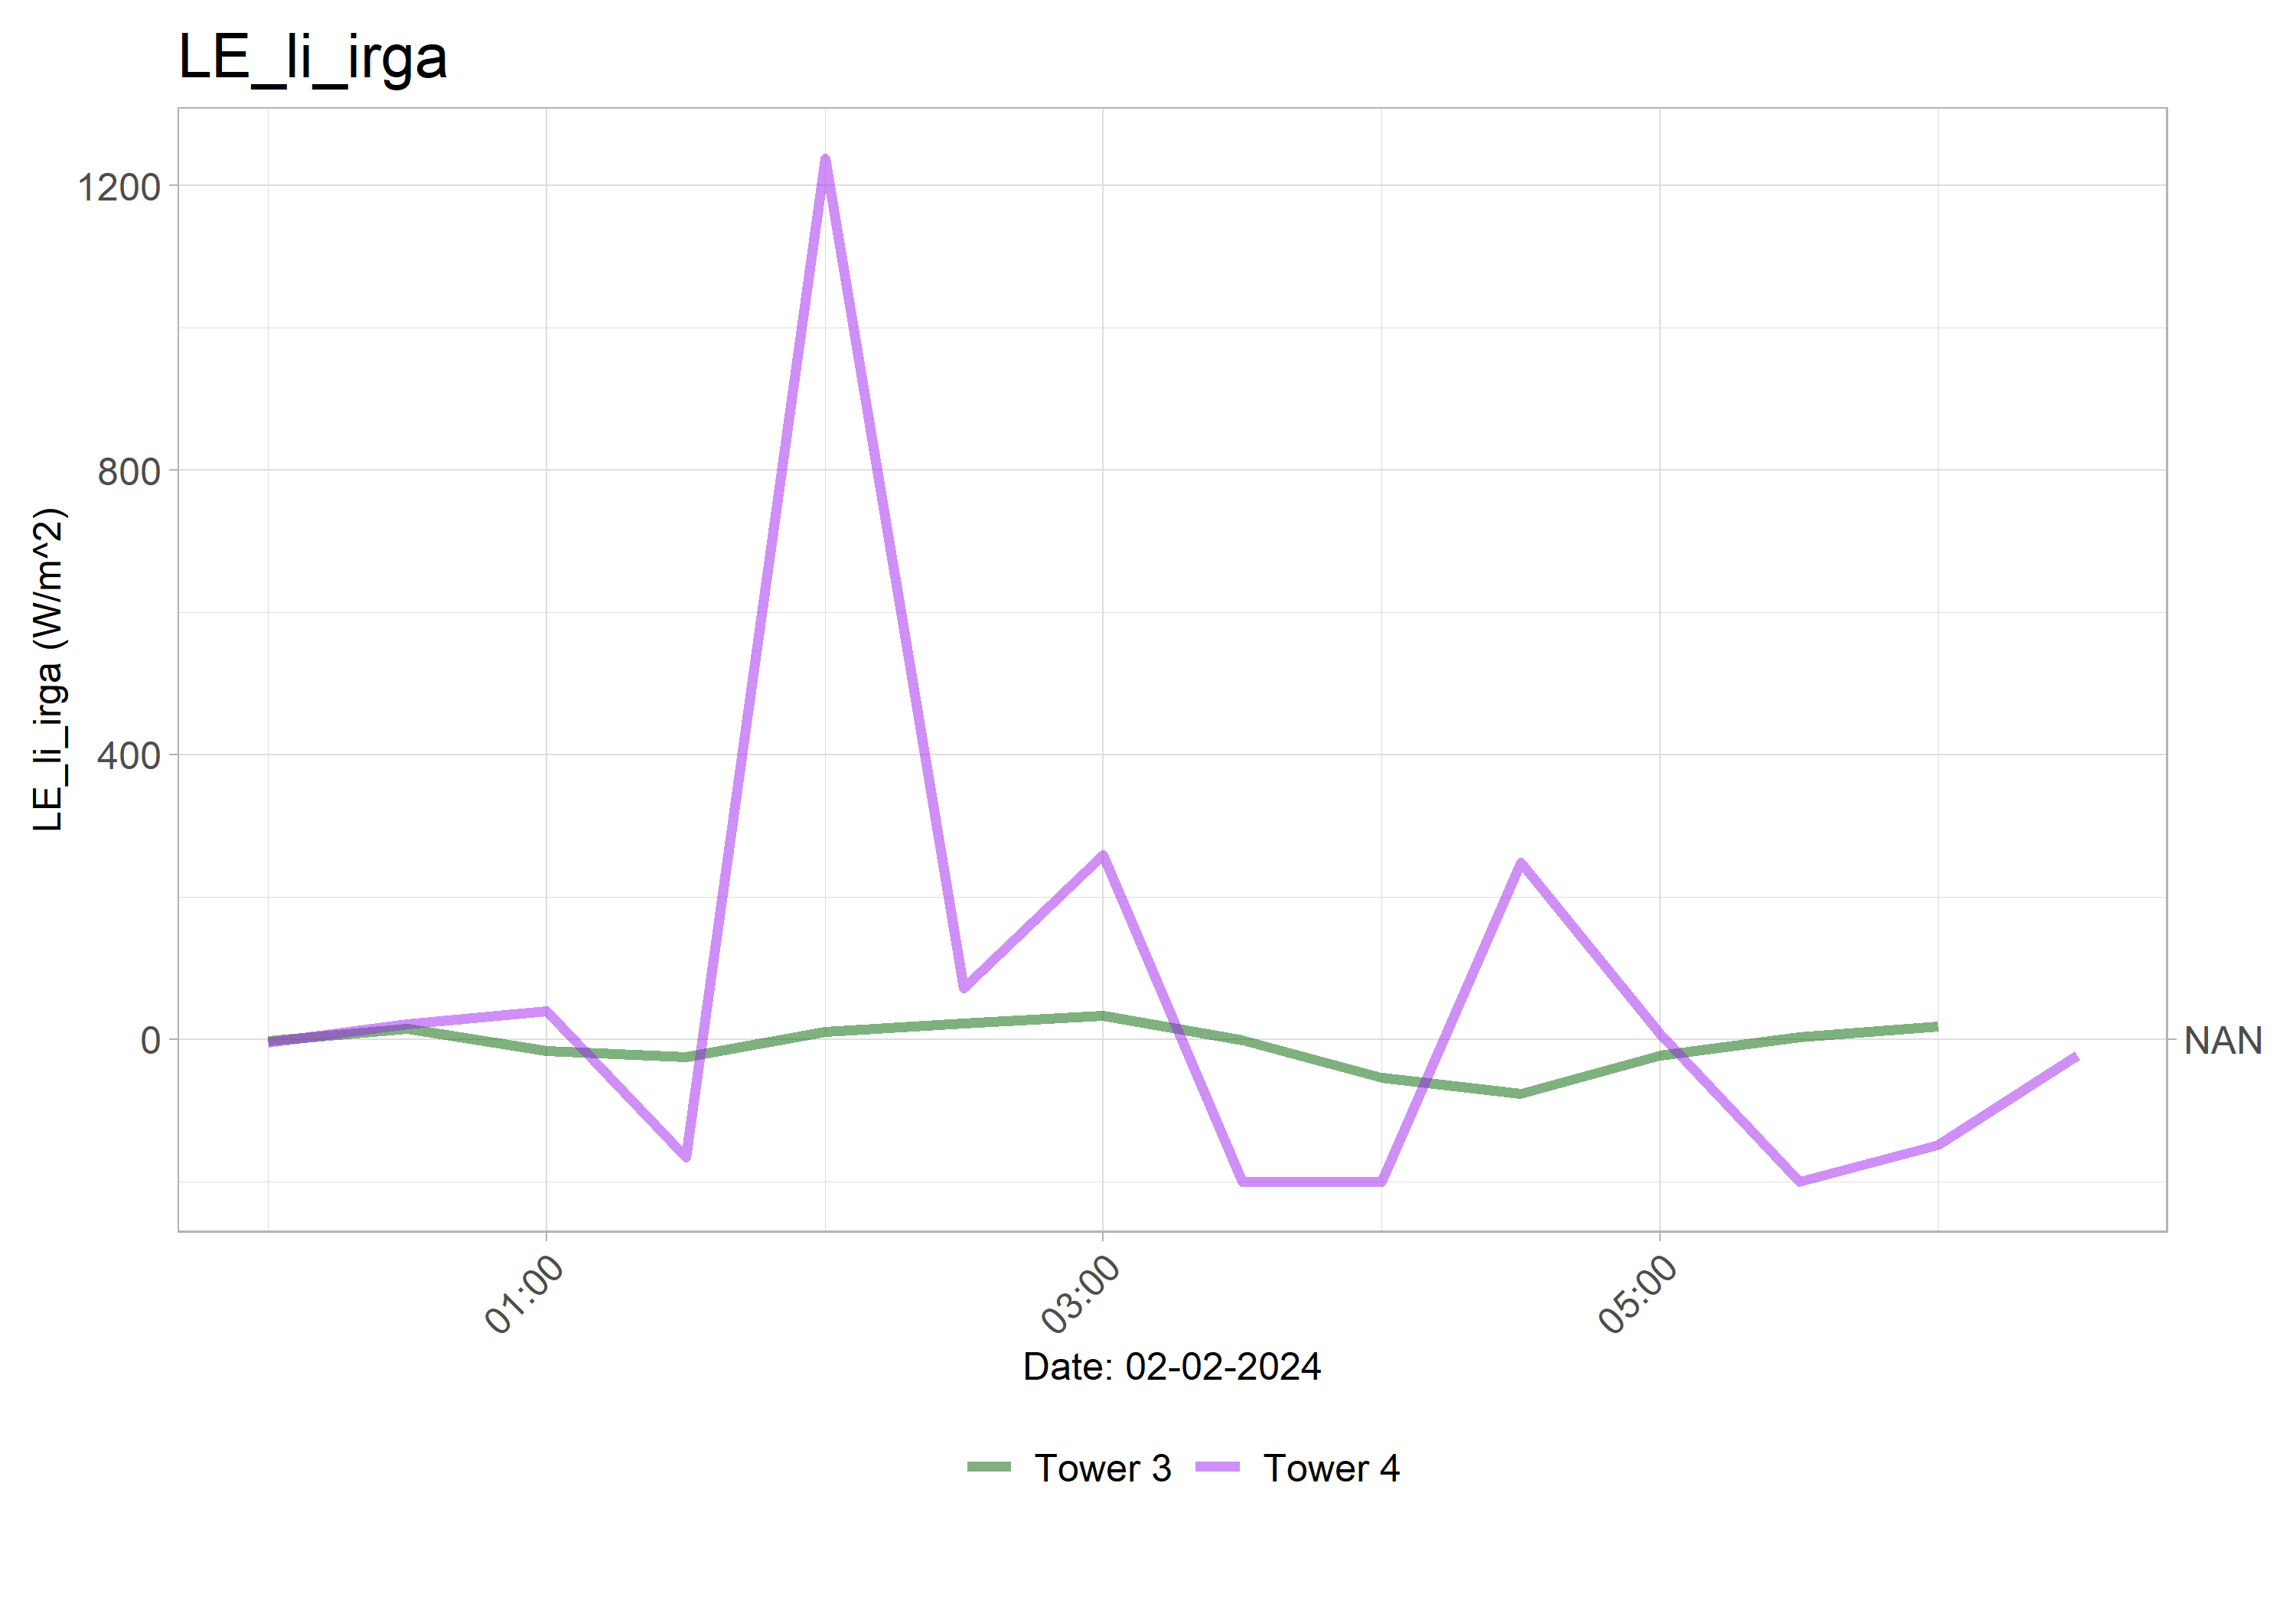 LE_li_irga
1200
800
400
0
LE_li_irga (W/m^2)
NAN
01:00
03:00
05:00
Date: 02-02-2024
Tower 3
Tower 4